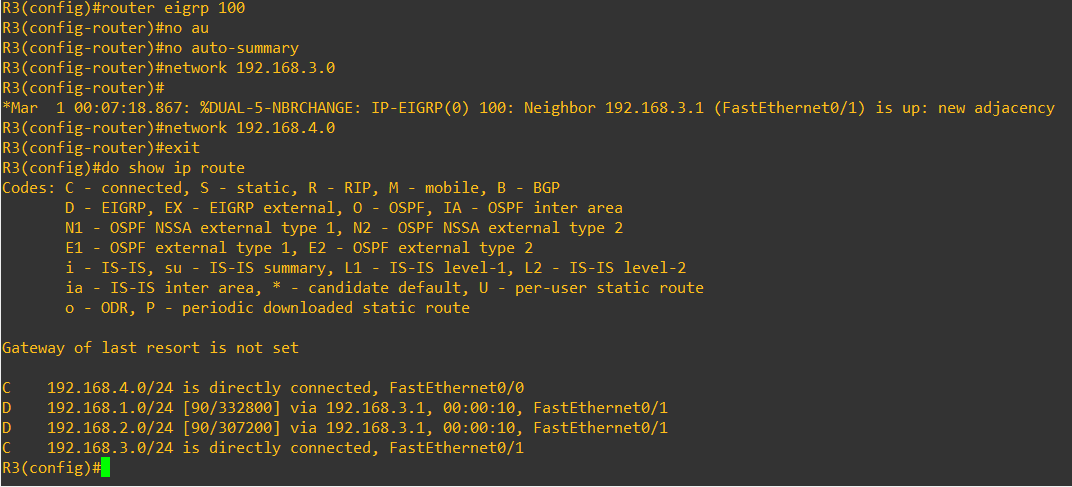 R3(config)#router eigrp 100
R3(config-router)#no au
R3(config-router)#no auto-summary
R3(config-router)#network 192.168.3.0
R3(config-router)#
*Mar  1 00:07:18.867: %DUAL-5-NBRCHANGE: IP-EIGRP(0) 100: Neighbor 192.168.3.1 (FastEthernet0/1) is up: new adjacency
R3(config-router)#network 192.168.4.0
R3(config-router)#exit
R3(config)#do show ip route
Codes: C - connected, S - static, R - RIP, M - mobile, B - BGP
       D - EIGRP, EX - EIGRP external, O - OSPF, IA - OSPF inter area
       N1 - OSPF NSSA external type 1, N2 - OSPF NSSA external type 2
       E1 - OSPF external type 1, E2 - OSPF external type 2
       i - IS-IS, su - IS-IS summary, L1 - IS-IS level-1, L2 - IS-IS level-2
       ia - IS-IS inter area, * - candidate default, U - per-user static route
       o - ODR, P - periodic downloaded static route

Gateway of last resort is not set

C    192.168.4.0/24 is directly connected, FastEthernet0/0
D    192.168.1.0/24 [90/332800] via 192.168.3.1, 00:00:10, FastEthernet0/1
D    192.168.2.0/24 [90/307200] via 192.168.3.1, 00:00:10, FastEthernet0/1
C    192.168.3.0/24 is directly connected, FastEthernet0/1
R3(config)#